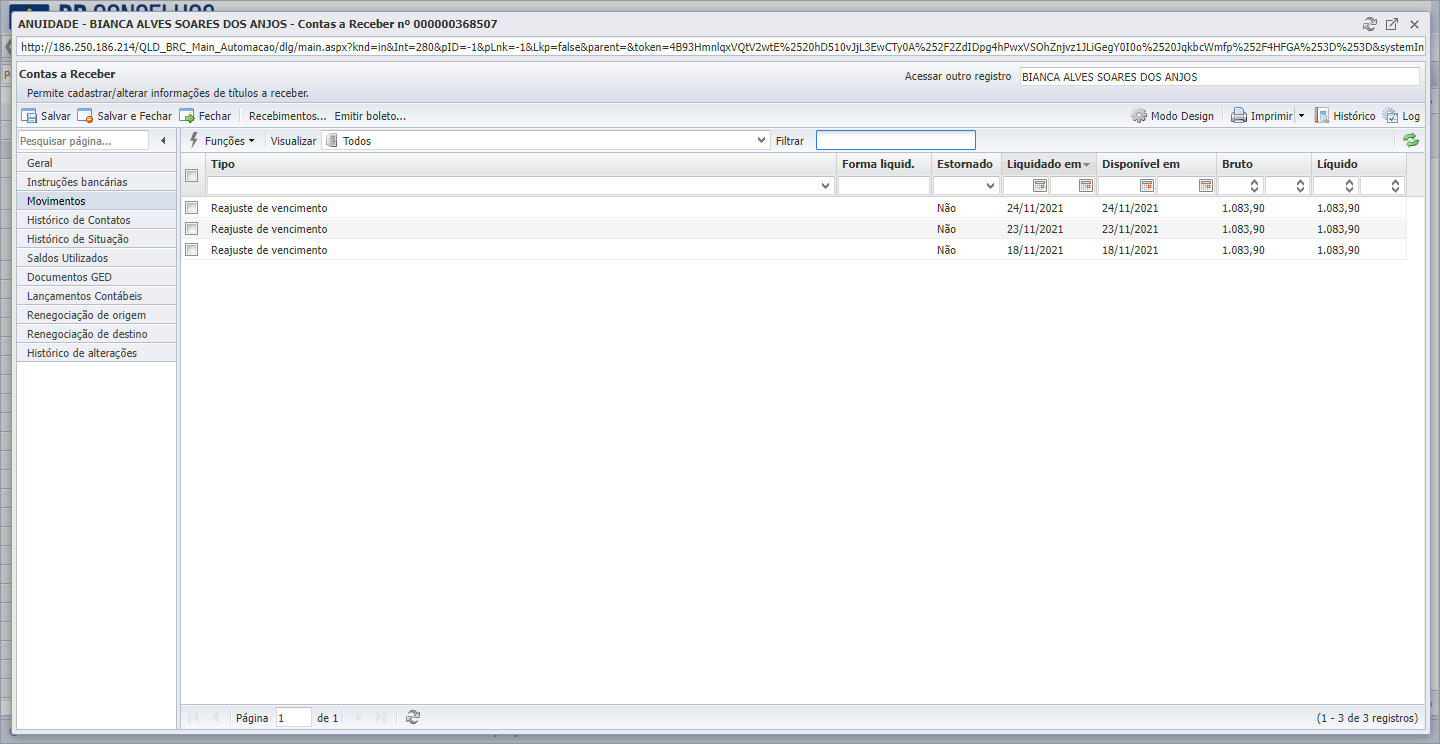 ANUIDADE - BIANCA ALVES SOARES DOS ANJOS - Contas a Receber nº 000000368507
http://186.250.186.214/QLD_BRC_Main_Automacao/dlg/main.aspx?knd=in&Int=280&pID=-1&pLnk=-1&Lkp=false&parent=&token=4B93HmnlqxVQtV2wtE%2520hD510vJjL3EwCTy0A%252F2ZdIDpg4hPwxVSOhZnjvz1JLiGegY0I0o%2520JqkbcWmfp%252F4HFGA%253D%253D&systemIn
Contas a Receber
Acessar outro registro BIANCA ALVES SOARES DOS ANJOS
Permite cadastrar/alterar informações de títulos a receber.
Salvar Salvar e Fechar Fechar Recebimentos... Emitir boleto... Modo Design Imprimir Histórico Log
Pesquisar página... Funções Visualizar Todos Filtrar
Geral
Instruções bancárias
Movimentos
Histórico de Contatos
Histórico de Situação
Saldos Utilizados
Documentos GED
Lançamentos Contábeis
Renegociação de origem
Renegociação de destino
Histórico de alterações
Tipo Forma liquid. Estornado Liquidado em Disponível em Bruto Líquido
Reajuste de vencimento Não 24/11/2021 24/11/2021 1.083,90 1.083,90
Reajuste de vencimento Não 23/11/2021 23/11/2021 1.083,90 1.083,90
Reajuste de vencimento Não 18/11/2021 18/11/2021 1.083,90 1.083,90
Página 1 de 1 (1 - 3 de 3 registros)